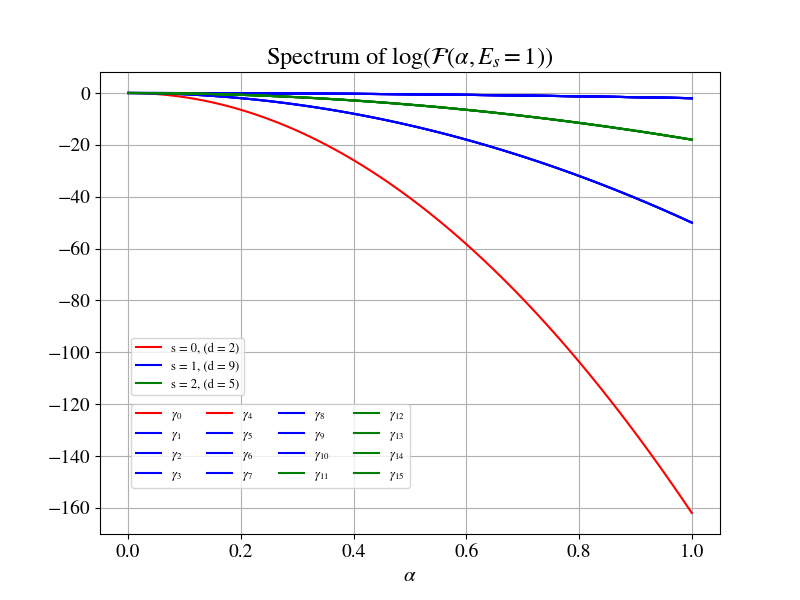 Spectrum of log(ℱ(α, E_s = 1))
0
−20
−40
−60
−80
−100
−120
−140
−160
s = 0, (d = 2)
s = 1, (d = 9)
s = 2, (d = 5)
γ₀ γ₄ γ₈ γ₁₂
γ₁ γ₅ γ₉ γ₁₃
γ₂ γ₆ γ₁₀ γ₁₄
γ₃ γ₇ γ₁₁ γ₁₅
0.0 0.2 0.4 0.6 0.8 1.0
α